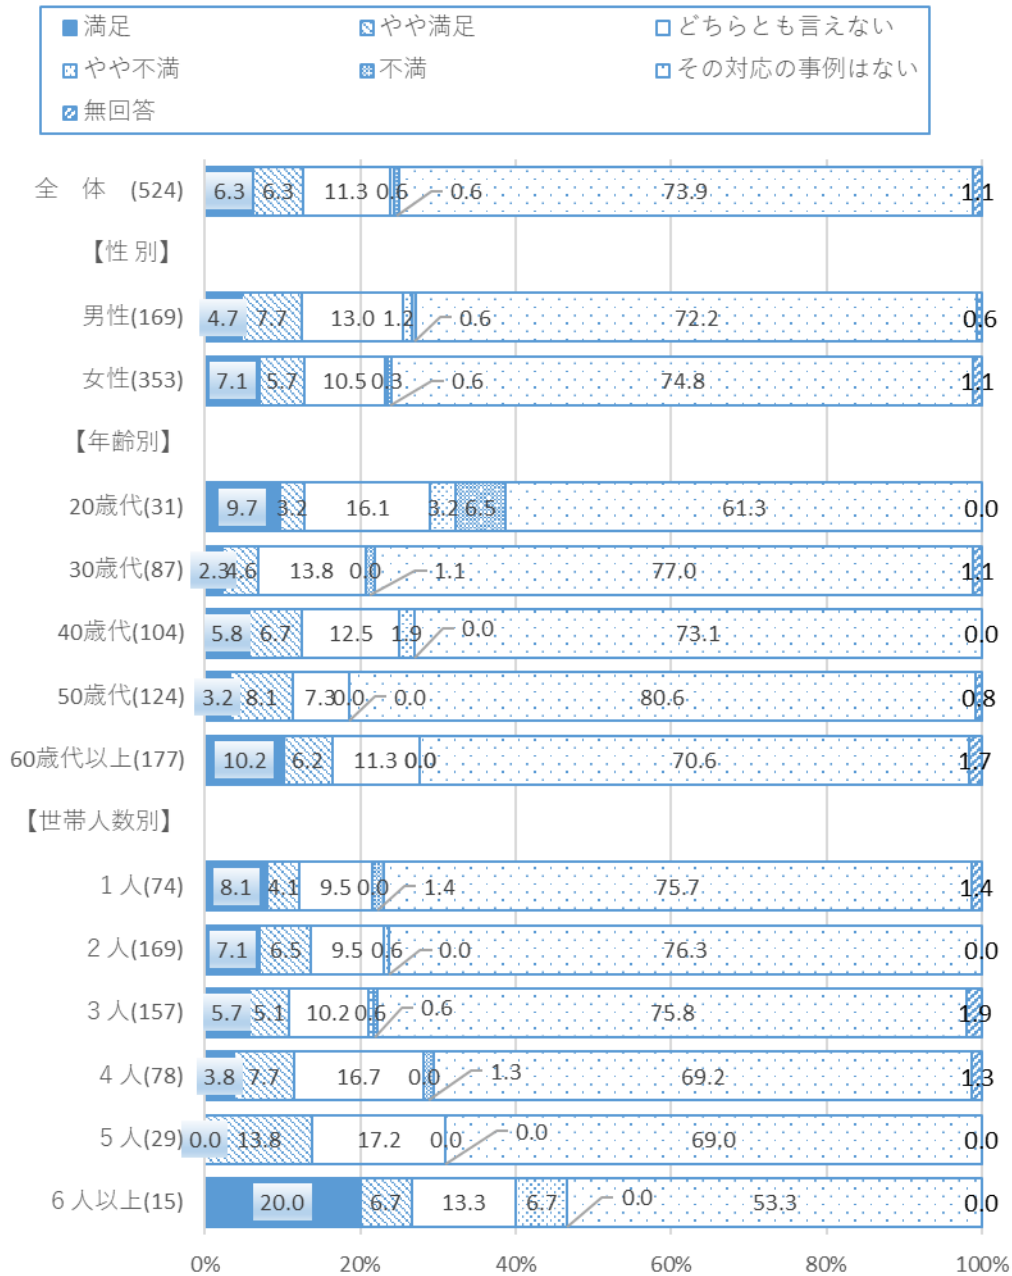 満足 やや満足 どちらとも言えない
やや不満 不満 その対応の事例はない
無回答
全 体 (524) 6.3 6.3 11.3 0.6 0.6 73.9 1.1
【性別】
男性(169) 4.7 7.7 13.0 1.2 0.6 72.2 0.6
女性(353) 7.1 5.7 10.5 0.3 0.6 74.8 1.1
【年齢別】
20歳代(31) 9.7 3.2 16.1 3.2 6.5 61.3 0.0
30歳代(87) 2.3 4.6 13.8 0.0 1.1 77.0 1.1
40歳代(104) 5.8 6.7 12.5 1.9 0.0 73.1 0.0
50歳代(124) 3.2 8.1 7.3 0.0 0.0 80.6 0.8
60歳代以上(177) 10.2 6.2 11.3 0.0 70.6 1.7
【世帯人数別】
1人(74) 8.1 4.1 9.5 0.0 1.4 75.7 1.4
2人(169) 7.1 6.5 9.5 0.6 0.0 76.3 0.0
3人(157) 5.7 5.1 10.2 0.6 0.6 75.8 1.9
4人(78) 3.8 7.7 16.7 0.0 1.3 69.2 1.3
5人(29) 0.0 13.8 17.2 0.0 0.0 69.0 0.0
6人以上(15) 20.0 6.7 13.3 6.7 0.0 53.3 0.0
0% 20% 40% 60% 80% 100%